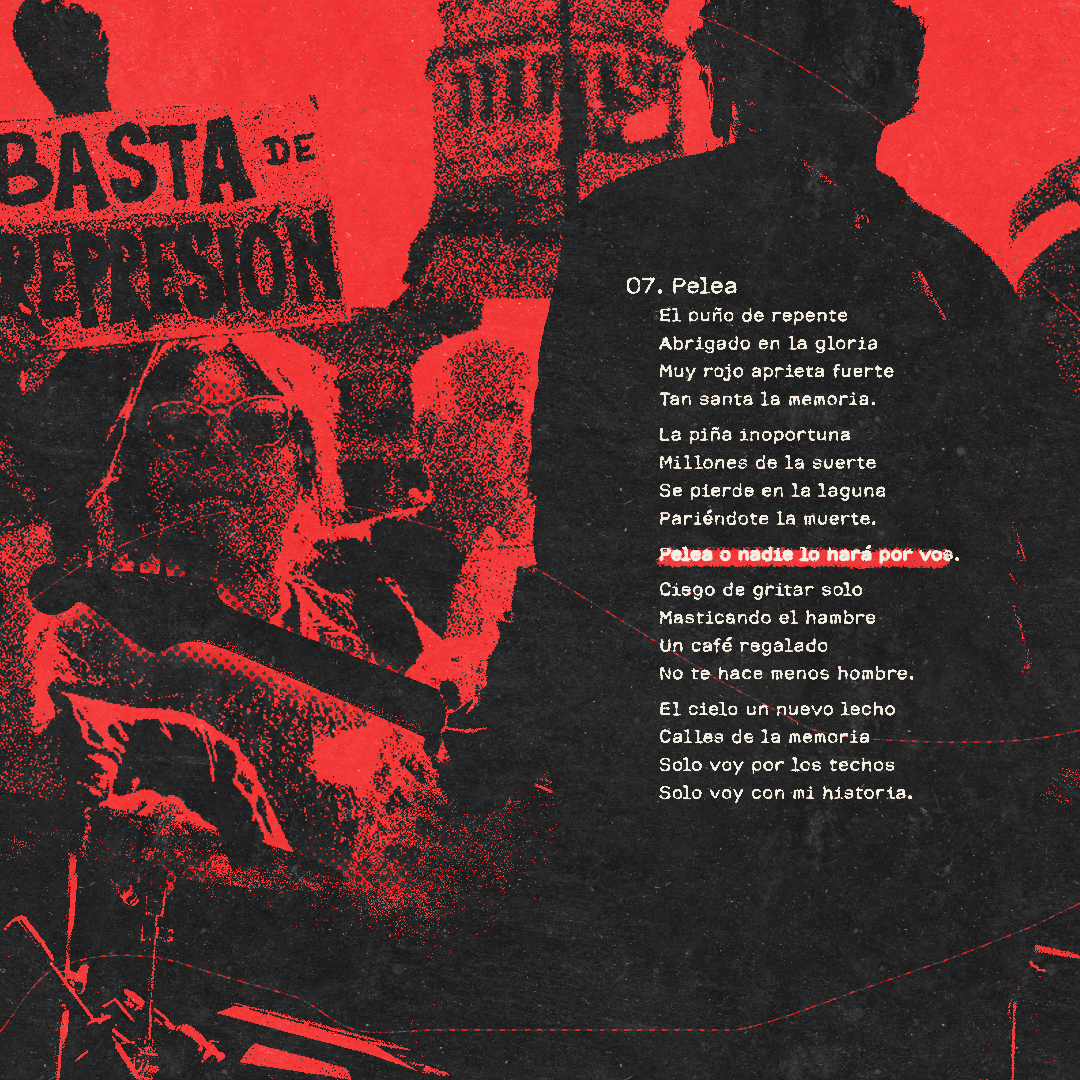 BASTA DE
REPRESIÓN
07. Pelea
El puño de repente
Abrigado en la gloria
Muy rojo aprieta fuerte
Tan santa la memoria.
La piña inoportuna
Millones de la suerte
Se pierde en la laguna
Pariéndote la muerte.
Pelea o nadie lo hará por vos.
Ciego de gritar solo
Masticando el hambre
Un café regalado
No te hace menos hombre.
El cielo un nuevo lecho
Calles de la memoria
Solo voy por los techos
Solo voy con mi historia.